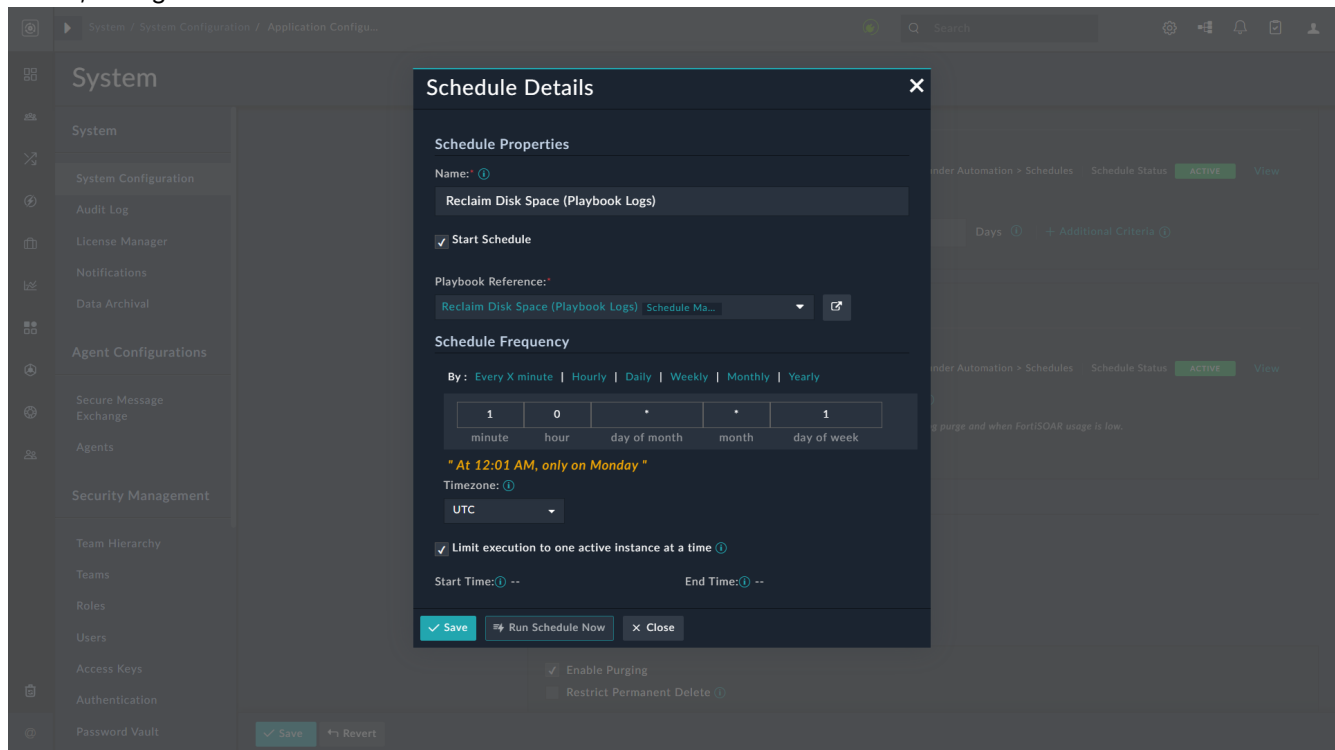 System / System Configuration / Application Configu...
Search
System
System
System Configuration
Audit Log
License Manager
Notifications
Data Archival
Agent Configurations
Secure Message
Exchange
Agents
Security Management
Team Hierarchy
Teams
Roles
Users
Access Keys
Authentication
Password Vault
Schedule Details
Schedule Properties
Name:*
Reclaim Disk Space (Playbook Logs)
Start Schedule
Playbook Reference:*
Reclaim Disk Space (Playbook Logs) Schedule Ma...
Schedule Frequency
By : Every X minute | Hourly | Daily | Weekly | Monthly | Yearly
1 0 * * 1
minute hour day of month month day of week
" At 12:01 AM, only on Monday "
Timezone:
UTC
Limit execution to one active instance at a time
Start Time: -- End Time: --
Save Run Schedule Now Close
nder Automation > Schedules Schedule Status ACTIVE View
Days + Additional Criteria
nder Automation > Schedules Schedule Status ACTIVE View
g purge and when FortiSOAR usage is low.
Enable Purging
Restrict Permanent Delete
Save Revert